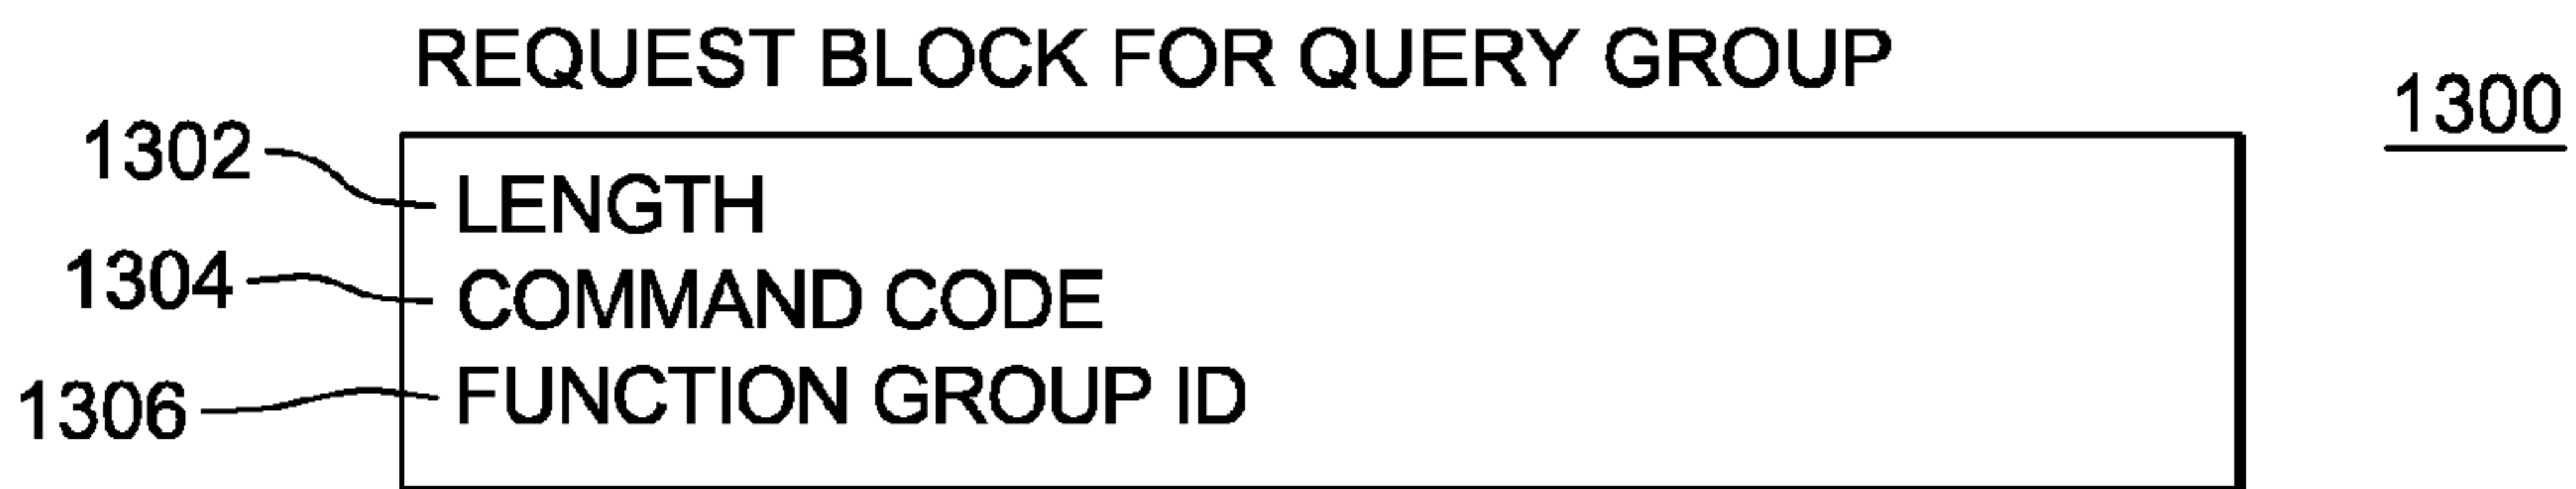 REQUEST BLOCK FOR QUERY GROUP
1300
1302 LENGTH
1304 COMMAND CODE
1306 FUNCTION GROUP ID